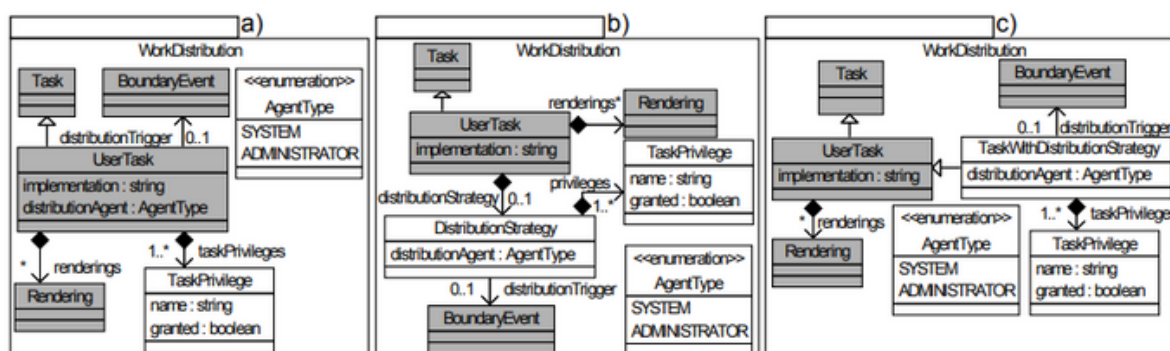 a)
WorkDistribution
Task
BoundaryEvent
<<enumeration>>
AgentType
SYSTEM
ADMINISTRATOR
distributionTrigger
0..1
UserTask
implementation : string
distributionAgent : AgentType
1..*
taskPrivileges
*
renderings
Rendering
TaskPrivilege
name : string
granted : boolean
b)
WorkDistribution
Task
renderings*
Rendering
UserTask
implementation : string
TaskPrivilege
name : string
granted : boolean
privileges
1..*
distributionStrategy
0..1
DistributionStrategy
distributionAgent : AgentType
<<enumeration>>
AgentType
SYSTEM
ADMINISTRATOR
0..1
distributionTrigger
BoundaryEvent
c)
WorkDistribution
Task
BoundaryEvent
0..1
distributionTrigger
UserTask
implementation : string
TaskWithDistributionStrategy
distributionAgent : AgentType
*
renderings
Rendering
<<enumeration>>
AgentType
SYSTEM
ADMINISTRATOR
1..*
taskPrivilege
TaskPrivilege
name : string
granted : boolean